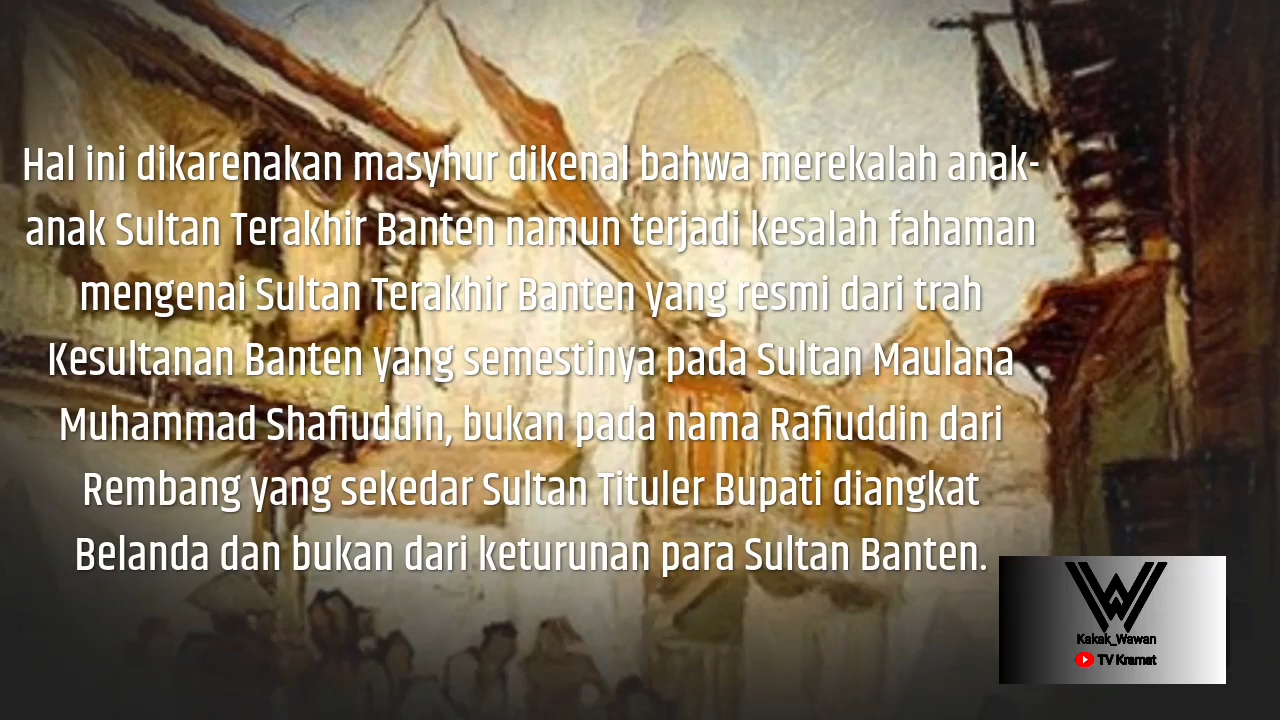 Hal ini dikarenakan masyhur dikenal bahwa merekalah anak-
anak Sultan Terakhir Banten namun terjadi kesalah fahaman
mengenai Sultan Terakhir Banten yang resmi dari trah
Kesultanan Banten yang semestinya pada Sultan Maulana
Muhammad Shafiuddin, bukan pada nama Rafiuddin dari
Rembang yang sekedar Sultan Tituler Bupati diangkat
Belanda dan bukan dari keturunan para Sultan Banten.
Kakak_Wawan
TV Kramat